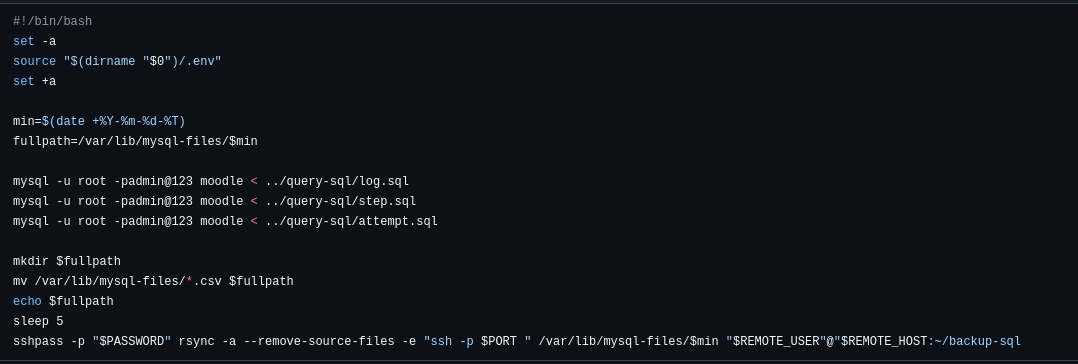 #!/bin/bash
set -a
source "$(dirname "$0")/.env"
set +a
min=$(date +%Y-%m-%d-%T)
fullpath=/var/lib/mysql-files/$min
mysql -u root -padmin@123 moodle < ../query-sql/log.sql
mysql -u root -padmin@123 moodle < ../query-sql/step.sql
mysql -u root -padmin@123 moodle < ../query-sql/attempt.sql
mkdir $fullpath
mv /var/lib/mysql-files/*.csv $fullpath
echo $fullpath
sleep 5
sshpass -p "$PASSWORD" rsync -a --remove-source-files -e "ssh -p $PORT " /var/lib/mysql-files/$min "$REMOTE_USER"@"$REMOTE_HOST:~/backup-sql